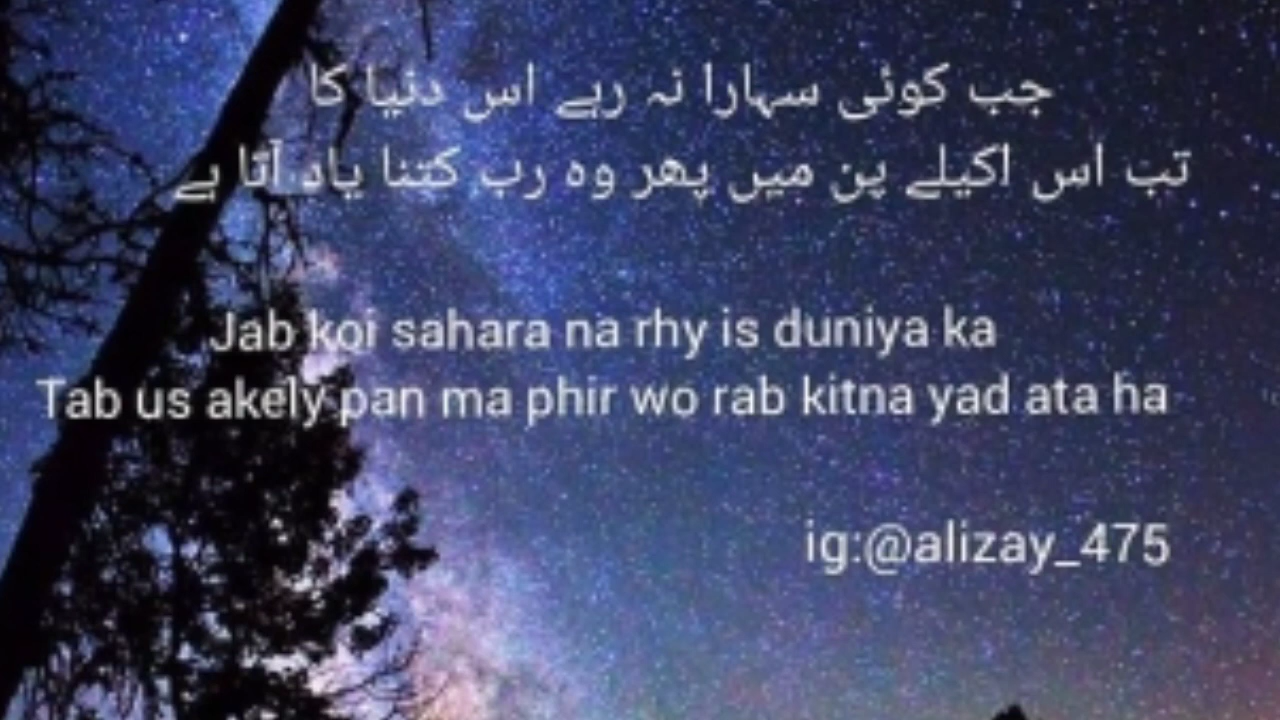 جب کوئی سہارا نہ رہے اس دنیا کا
تب اس اکیلے پن میں پھر وہ رب کتنا یاد آتا ہے
Jab koi sahara na rhy is duniya ka
Tab us akely pan ma phir wo rab kitna yad ata ha
ig:@alizay_475